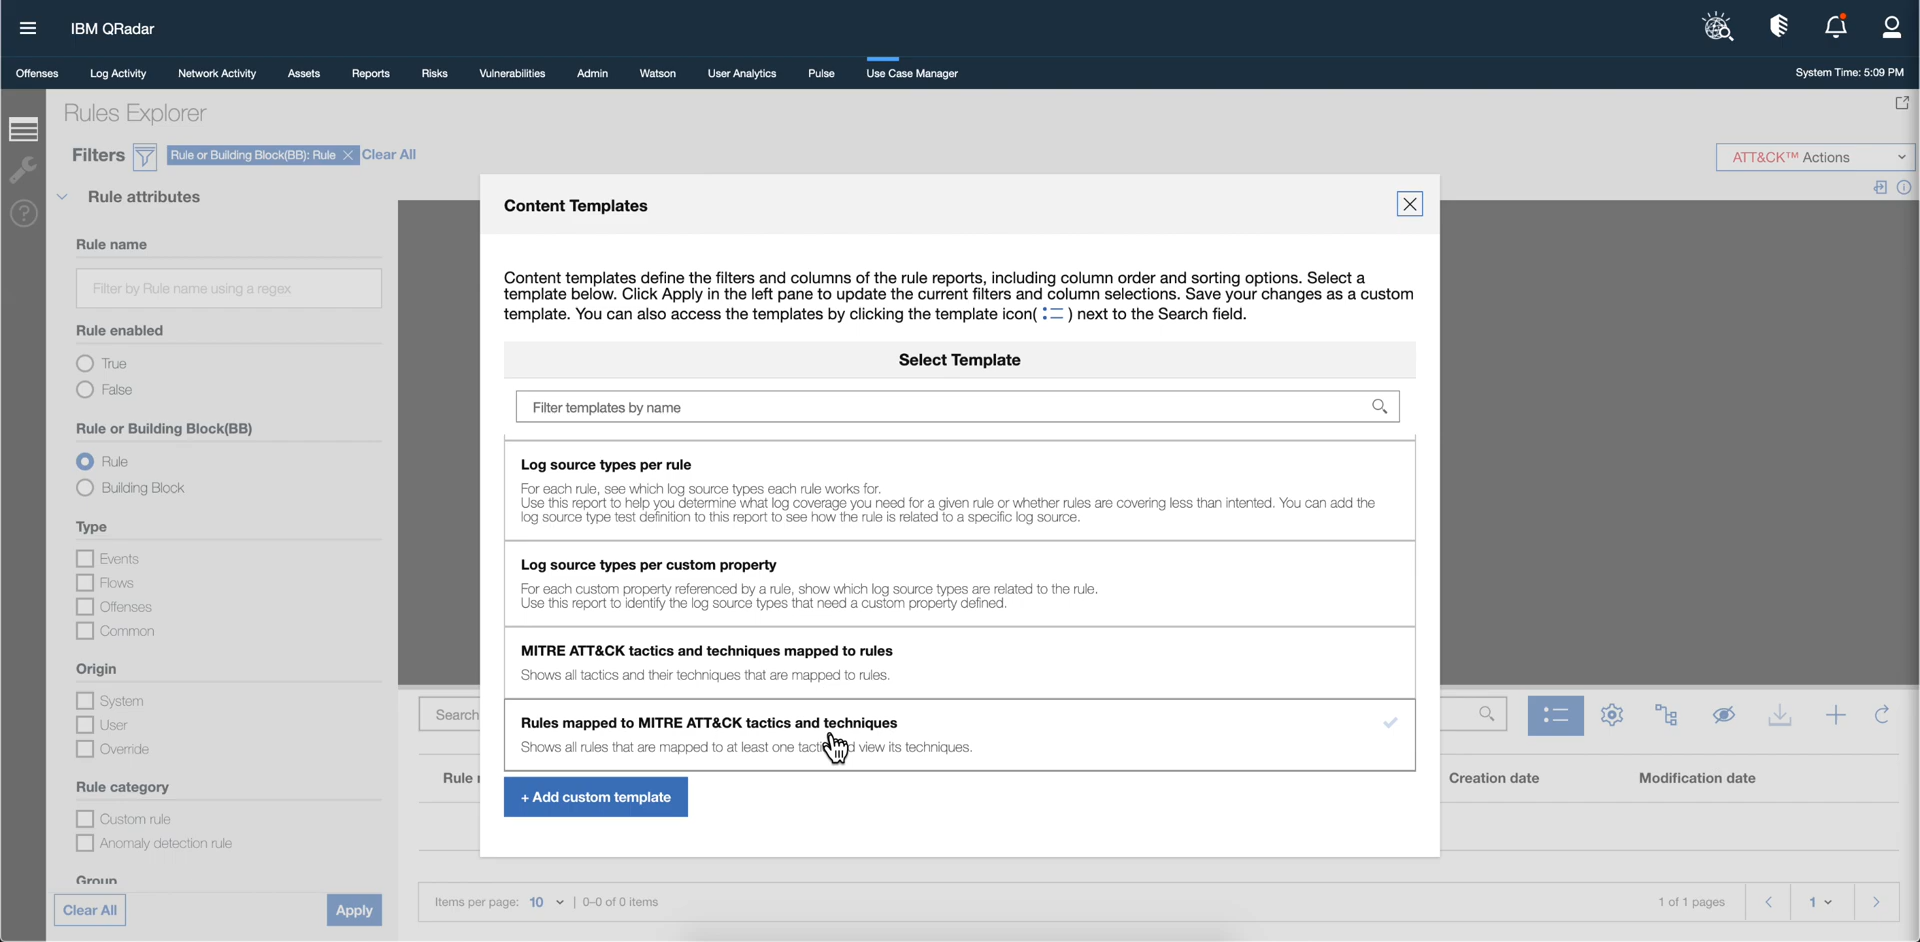 IBM QRadar
Offenses
Log Activity
Network Activity
Assets
Reports
Risks
Vulnerabilities
Admin
Watson
User Analytics
Pulse
Use Case Manager
System Time: 5:09 PM
Rules Explorer
Filters
Rule or Building Block(BB): Rule
Clear All
ATT&CK™ Actions
Rule attributes
Rule name
Filter by Rule name using a regex
Rule enabled
True
False
Rule or Building Block(BB)
Rule
Building Block
Type
Events
Flows
Offenses
Common
Origin
System
User
Override
Rule category
Custom rule
Anomaly detection rule
Group
Clear All
Apply
Content Templates
Content templates define the filters and columns of the rule reports, including column order and sorting options. Select a
template below. Click Apply in the left pane to update the current filters and column selections. Save your changes as a custom
template. You can also access the templates by clicking the template icon( ) next to the Search field.
Select Template
Filter templates by name
Log source types per rule
For each rule, see which log source types each rule works for.
Use this report to help you determine what log coverage you need for a given rule or whether rules are covering less than intented. You can add the
log source type test definition to this report to see how the rule is related to a specific log source.
Log source types per custom property
For each custom property referenced by a rule, show which log source types are related to the rule.
Use this report to identify the log source types that need a custom property defined.
MITRE ATT&CK tactics and techniques mapped to rules
Shows all tactics and their techniques that are mapped to rules.
Rules mapped to MITRE ATT&CK tactics and techniques
Shows all rules that are mapped to at least one view its techniques.
+ Add custom template
Search
Rule
Creation date
Modification date
Items per page: 10
0–0 of 0 items
1 of 1 pages
1